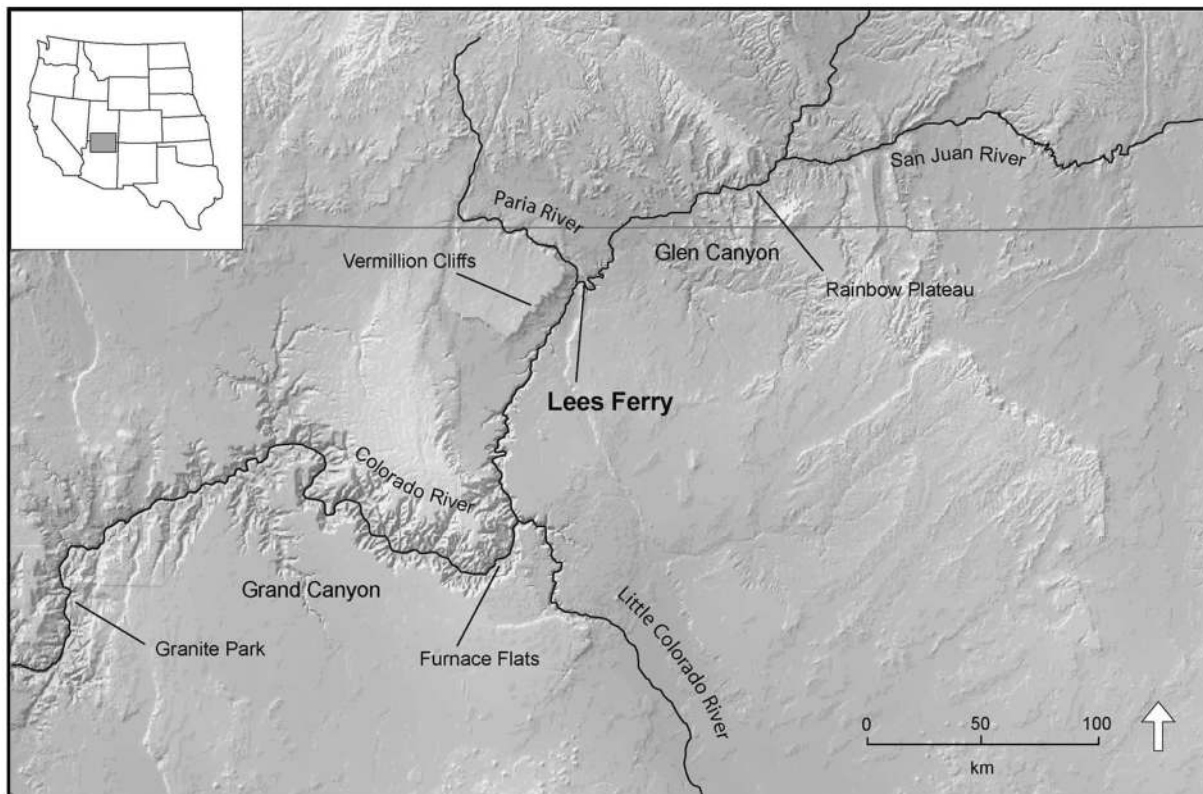 San Juan River
Paria River
Glen Canyon
Vermillion Cliffs
Rainbow Plateau
Lees Ferry
Colorado River
Grand Canyon
Little Colorado River
Granite Park
Furnace Flats
0 50 100
km